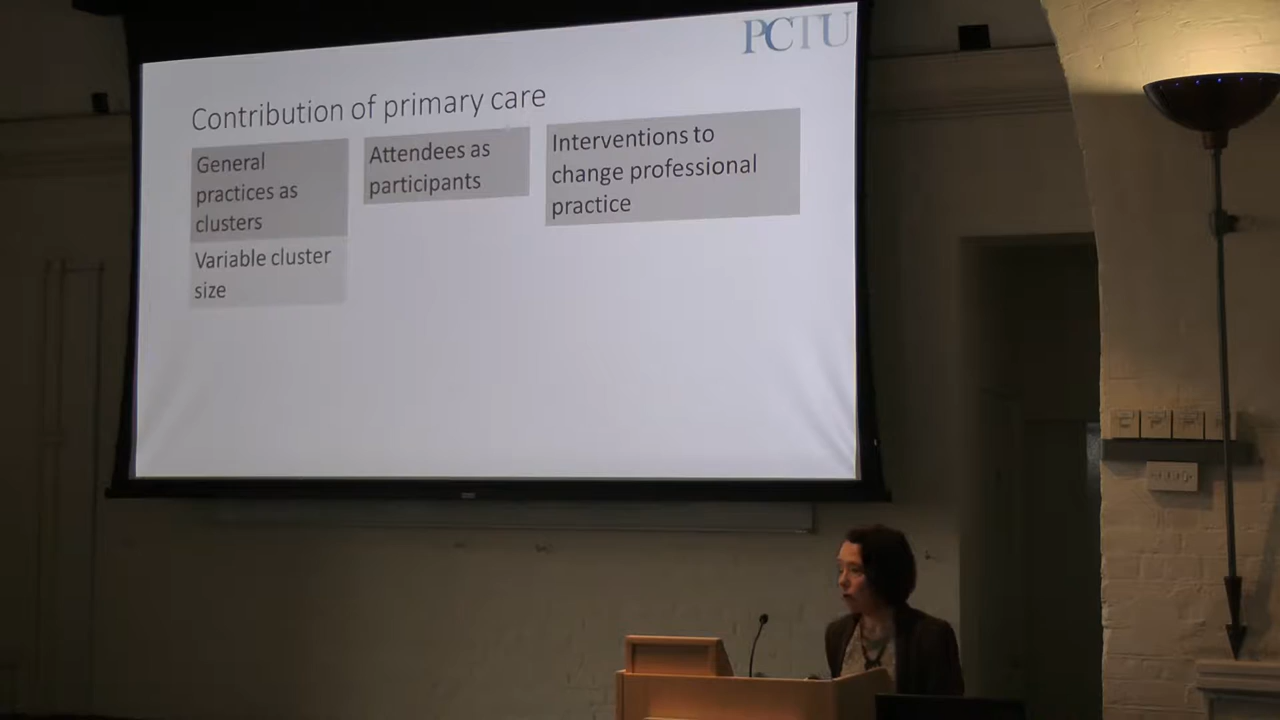 PCTU
Contribution of primary care
General
practices as
clusters
Attendees as
participants
Interventions to
change professional
practice
Variable cluster
size